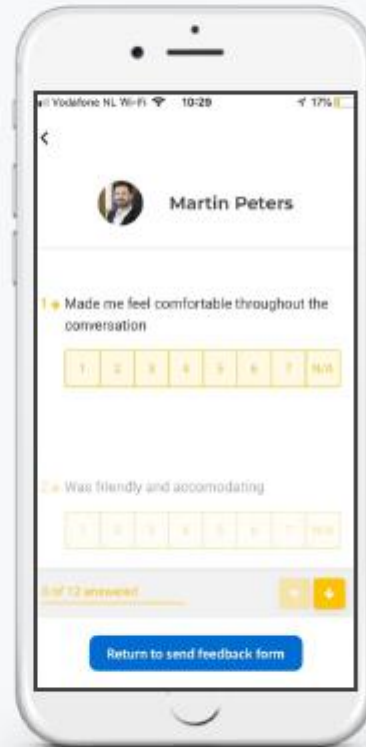 Vodafone NL Wi-Fi 10:29 17%
Martin Peters
1 Made me feel comfortable throughout the
conversation
1 2 3 4 5 6 7 N/A
2 Was friendly and accomodating
1 2 3 4 5 6 7 N/A
0 of 12 answered
Return to send feedback form